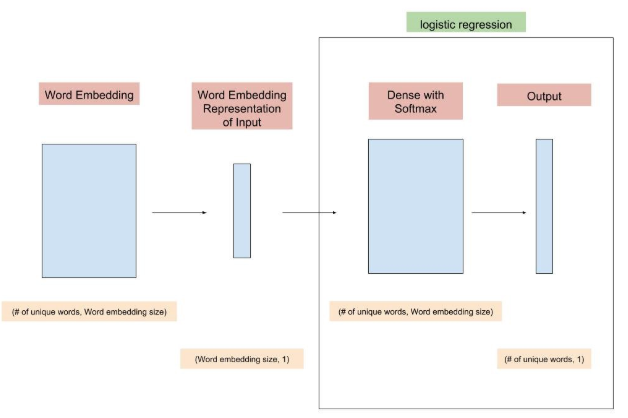 logistic regression
Word Embedding
Word Embedding
Representation
of Input
Dense with
Softmax
Output
(# of unique words, Word embedding size)
(# of unique words, Word embedding size)
(Word embedding size, 1)
(# of unique words, 1)